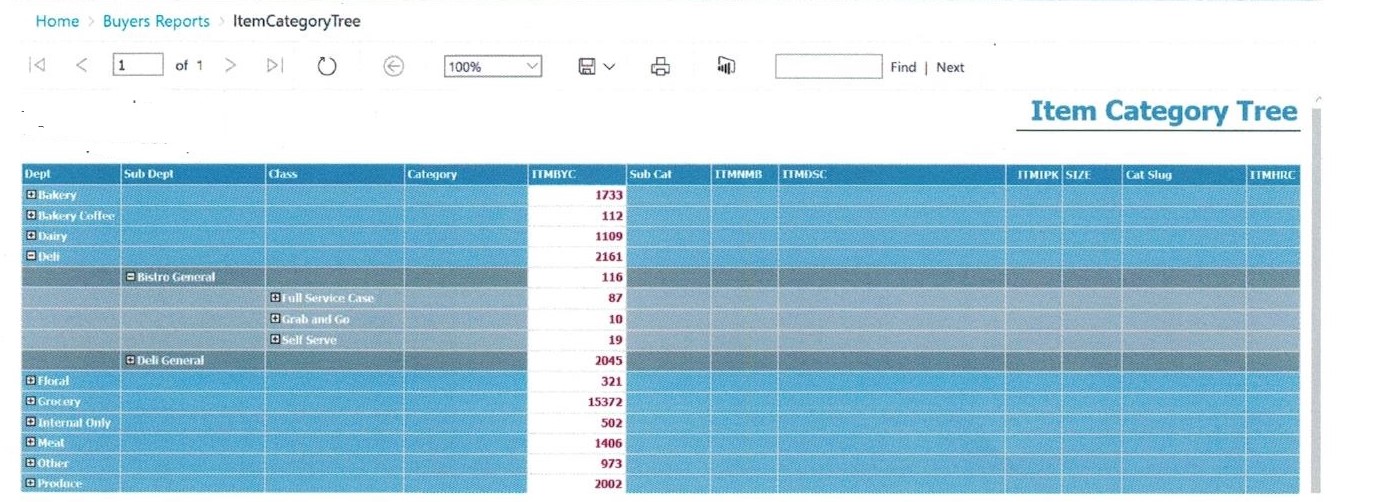 Home > Buyers Reports > ItemCategoryTree
1 of 1 100% Find | Next
Item Category Tree
Dept Sub Dept Class Category ITMBYC Sub Cat ITMNMB ITMDSC ITMIPK SIZE Cat Slug ITMHRC
Bakery 1733
Bakery Coffee 112
Dairy 1109
Deli 2161
Bistro General 116
Full Service Case 87
Grab and Go 10
Self Serve 19
Deli General 2045
Floral 321
Grocery 15372
Internal Only 502
Meat 1406
Other 973
Produce 2002